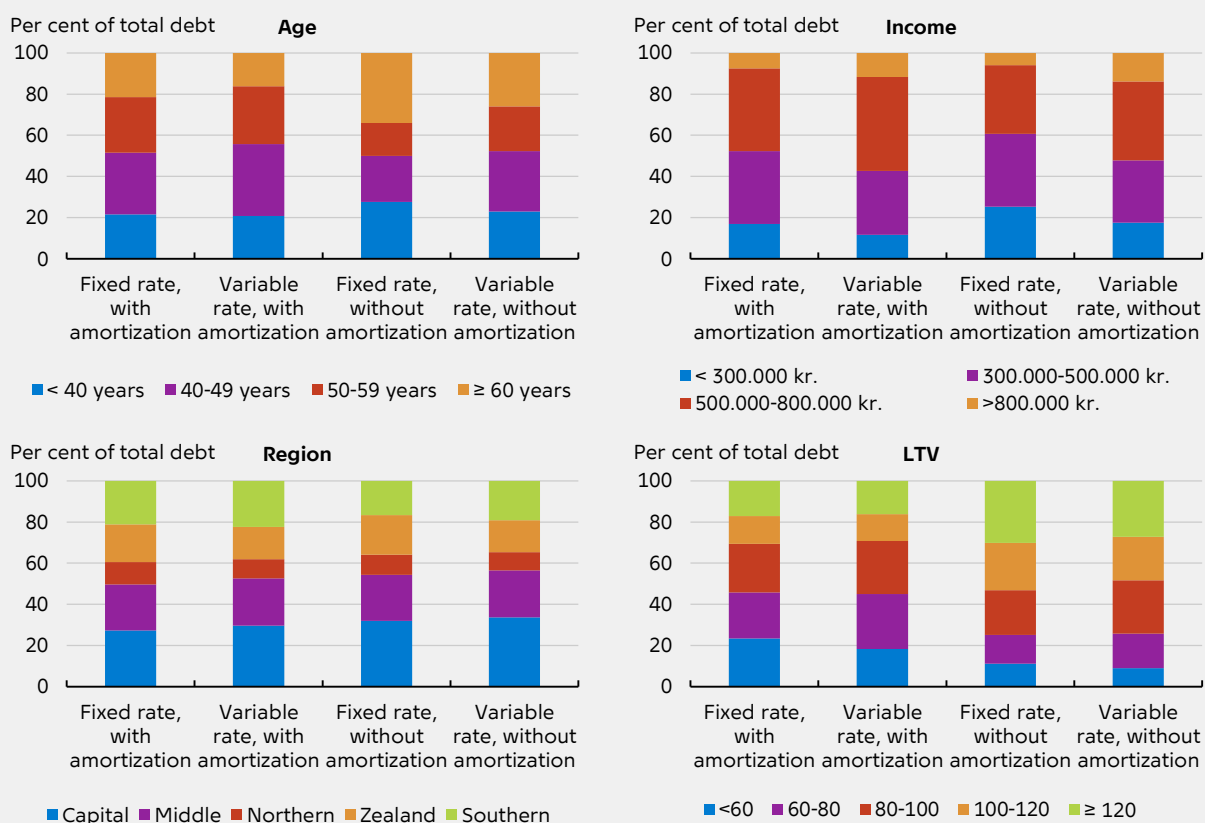 Per cent of total debt
Age
100
80
60
40
20
0
Fixed rate,
with
amortization
Variable
rate, with
amortization
Fixed rate,
without
amortization
Variable
rate, without
amortization
< 40 years
40-49 years
50-59 years
≥ 60 years
Per cent of total debt
Income
100
80
60
40
20
0
Fixed rate,
with
amortization
Variable
rate, with
amortization
Fixed rate,
without
amortization
Variable
rate, without
amortization
< 300.000 kr.
300.000-500.000 kr.
500.000-800.000 kr.
>800.000 kr.
Per cent of total debt
Region
100
80
60
40
20
0
Fixed rate,
with
amortization
Variable
rate, with
amortization
Fixed rate,
without
amortization
Variable
rate, without
amortization
Capital
Middle
Northern
Zealand
Southern
Per cent of total debt
LTV
100
80
60
40
20
0
Fixed rate,
with
amortization
Variable
rate, with
amortization
Fixed rate,
without
amortization
Variable
rate, without
amortization
<60
60-80
80-100
100-120
≥ 120